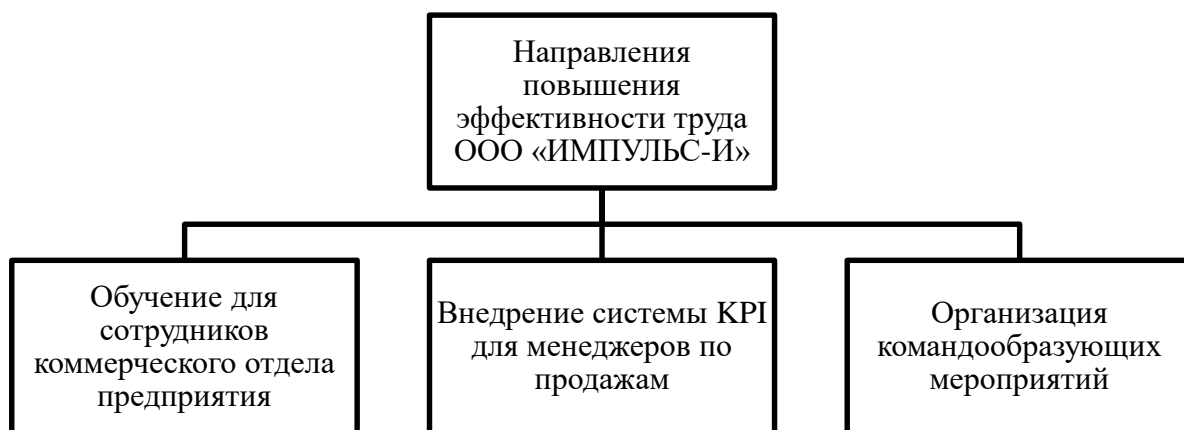 Направления
повышения
эффективности труда
ООО «ИМПУЛЬС-И»
Обучение для
сотрудников
коммерческого отдела
предприятия
Внедрение системы KPI
для менеджеров по
продажам
Организация
командообразующих
мероприятий